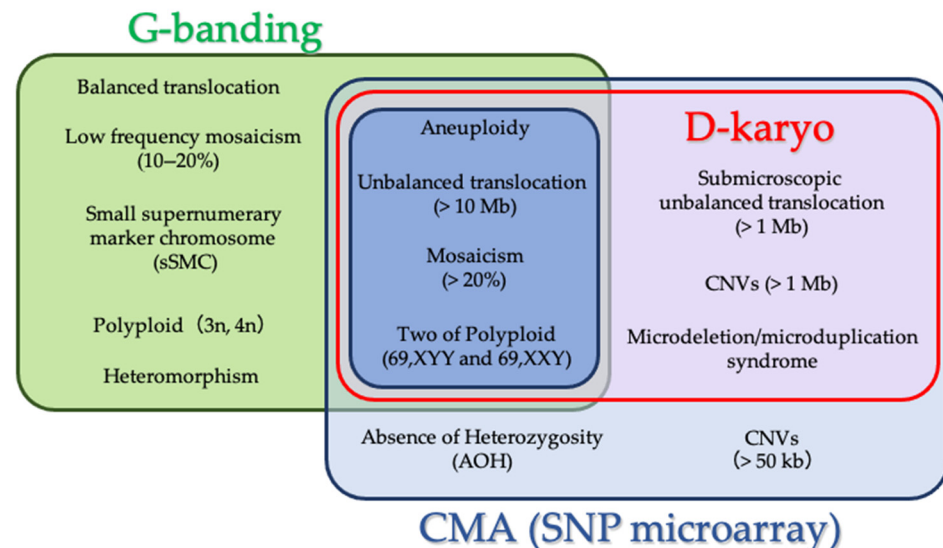 G-banding
Balanced translocation
Low frequency mosaicism
(10–20%)
Small supernumerary
marker chromosome
(sSMC)
Polyploid (3n, 4n)
Heteromorphism
Aneuploidy
Unbalanced translocation
(> 10 Mb)
Mosaicism
(> 20%)
Two of Polyploid
(69,XYY and 69,XXY)
D-karyo
Submicroscopic
unbalanced translocation
(> 1 Mb)
CNVs (> 1 Mb)
Microdeletion/microduplication
syndrome
Absence of Heterozygosity
(AOH)
CNVs
(> 50 kb)
CMA (SNP microarray)